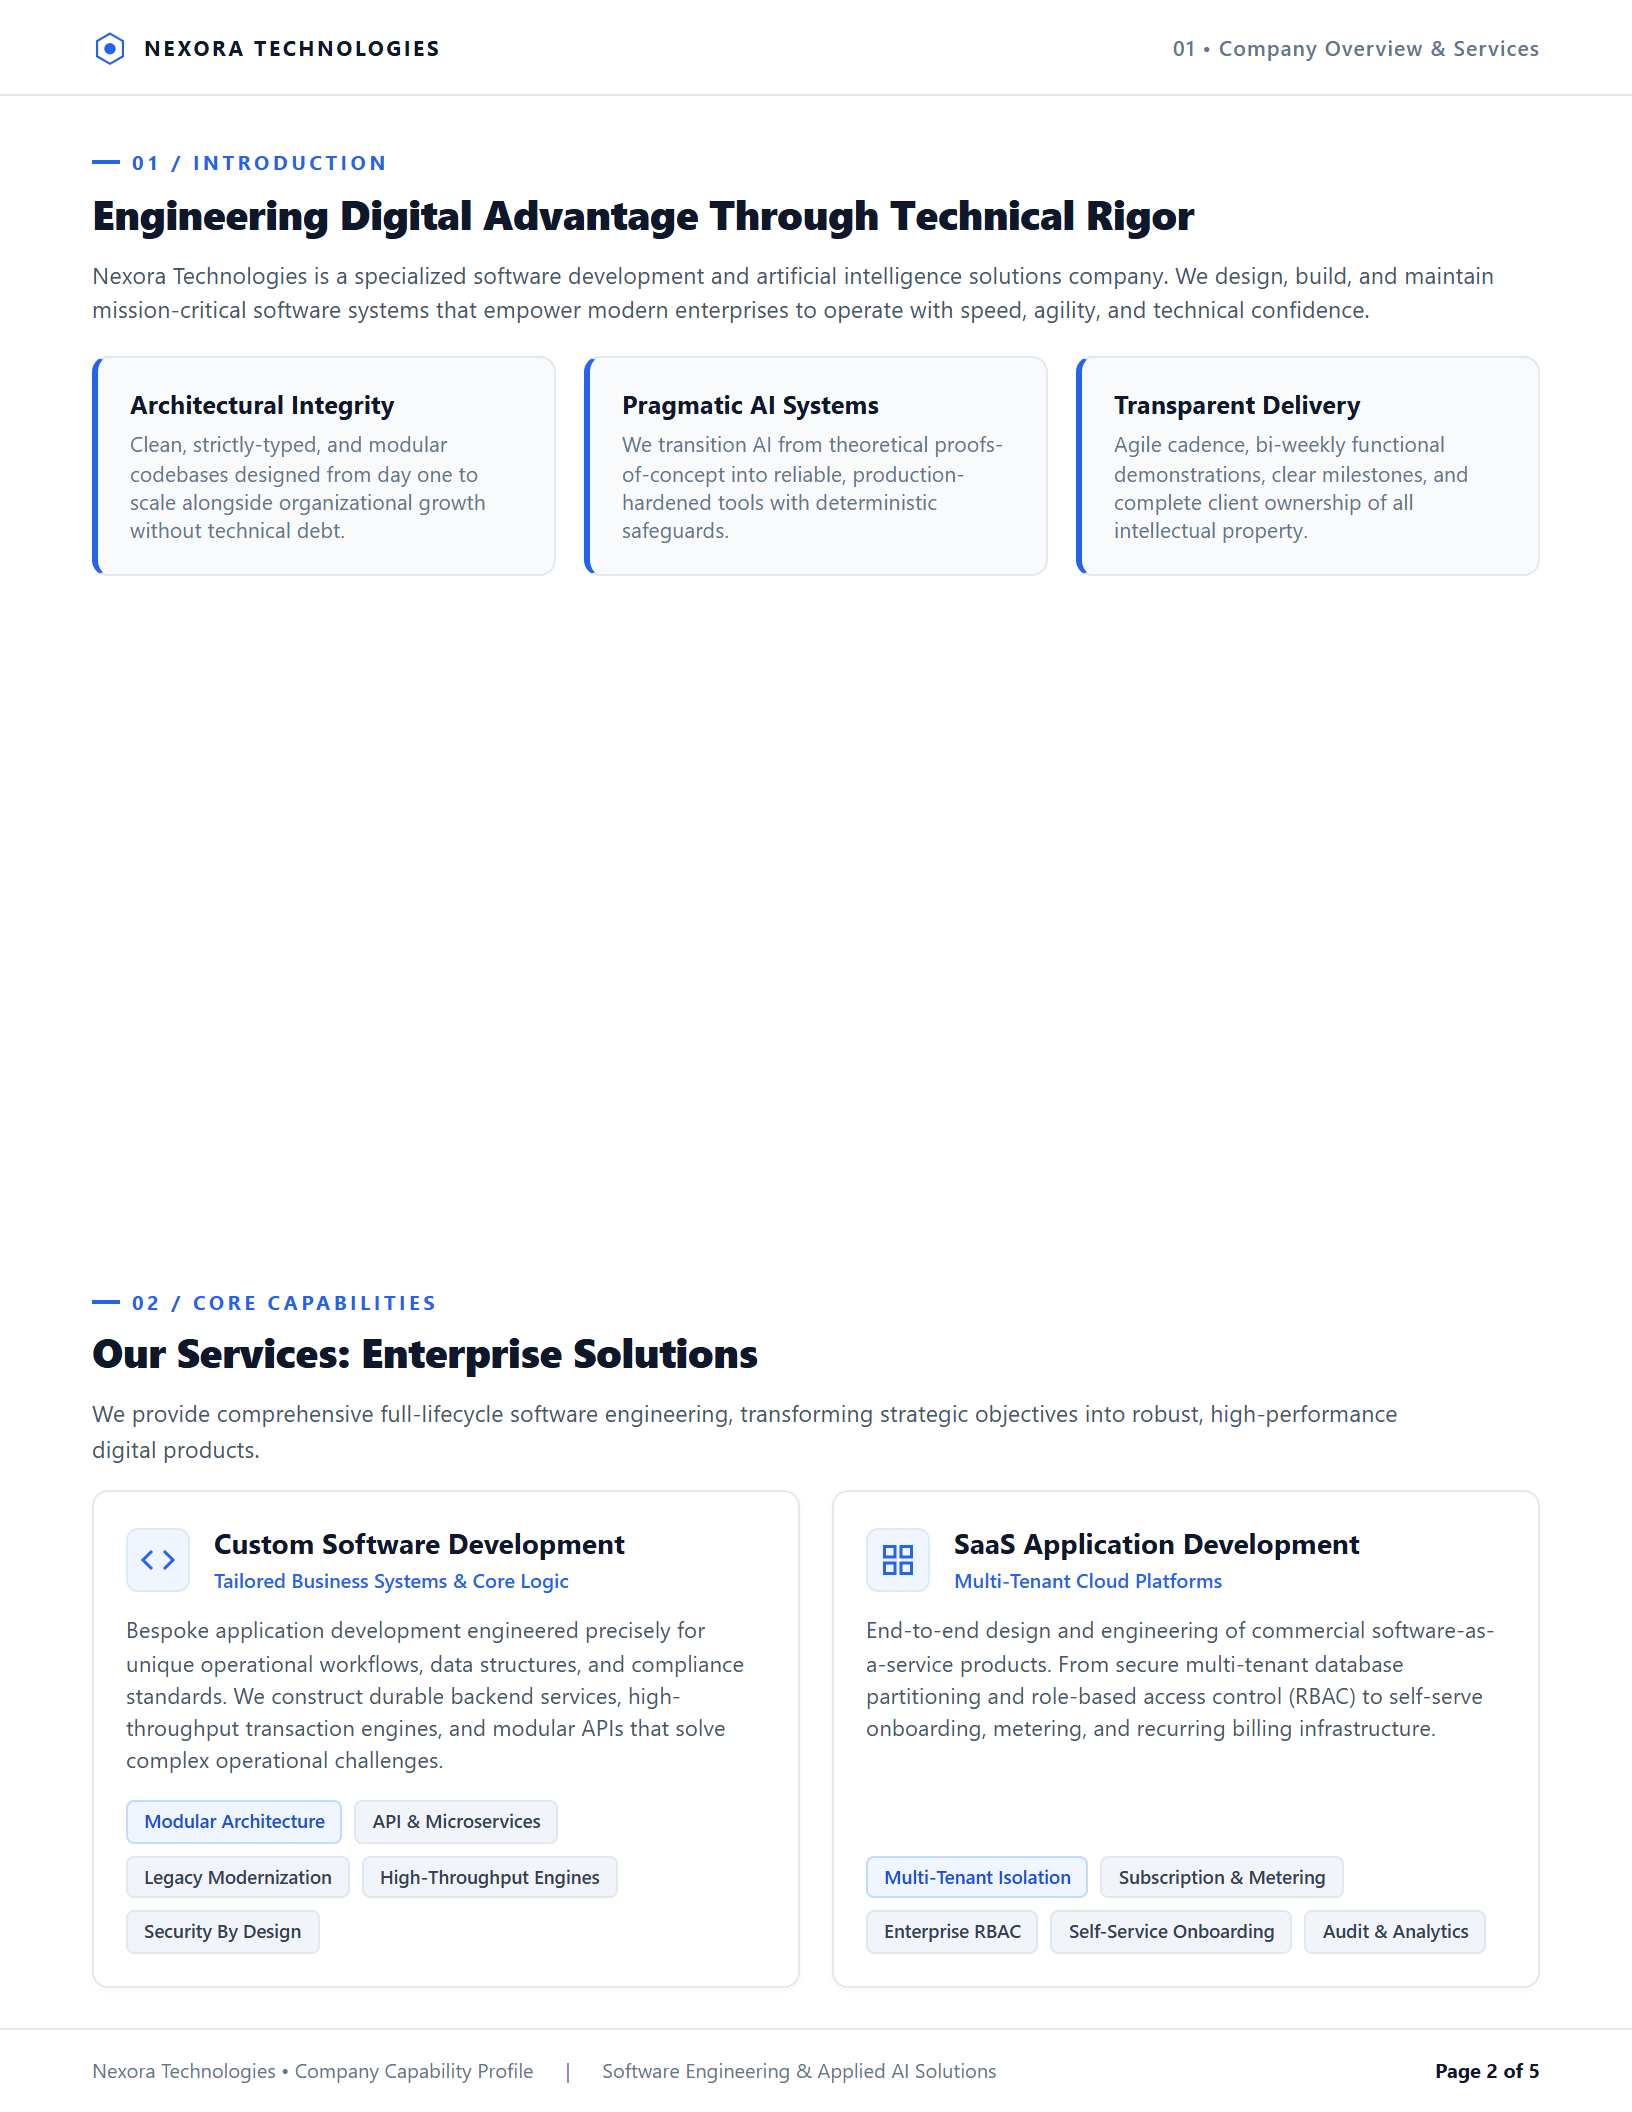 NEXORA TECHNOLOGIES
01 • Company Overview & Services
01 / INTRODUCTION
Engineering Digital Advantage Through Technical Rigor
Nexora Technologies is a specialized software development and artificial intelligence solutions company. We design, build, and maintain
mission-critical software systems that empower modern enterprises to operate with speed, agility, and technical confidence.
Architectural Integrity
Clean, strictly-typed, and modular
codebases designed from day one to
scale alongside organizational growth
without technical debt.
Pragmatic AI Systems
We transition AI from theoretical proofs-
of-concept into reliable, production-
hardened tools with deterministic
safeguards.
Transparent Delivery
Agile cadence, bi-weekly functional
demonstrations, clear milestones, and
complete client ownership of all
intellectual property.
02 / CORE CAPABILITIES
Our Services: Enterprise Solutions
We provide comprehensive full-lifecycle software engineering, transforming strategic objectives into robust, high-performance
digital products.
Custom Software Development
Tailored Business Systems & Core Logic
Bespoke application development engineered precisely for
unique operational workflows, data structures, and compliance
standards. We construct durable backend services, high-
throughput transaction engines, and modular APIs that solve
complex operational challenges.
Modular Architecture
API & Microservices
Legacy Modernization
High-Throughput Engines
Security By Design
SaaS Application Development
Multi-Tenant Cloud Platforms
End-to-end design and engineering of commercial software-as-
a-service products. From secure multi-tenant database
partitioning and role-based access control (RBAC) to self-serve
onboarding, metering, and recurring billing infrastructure.
Multi-Tenant Isolation
Subscription & Metering
Enterprise RBAC
Self-Service Onboarding
Audit & Analytics
Nexora Technologies • Company Capability Profile | Software Engineering & Applied AI Solutions
Page 2 of 5